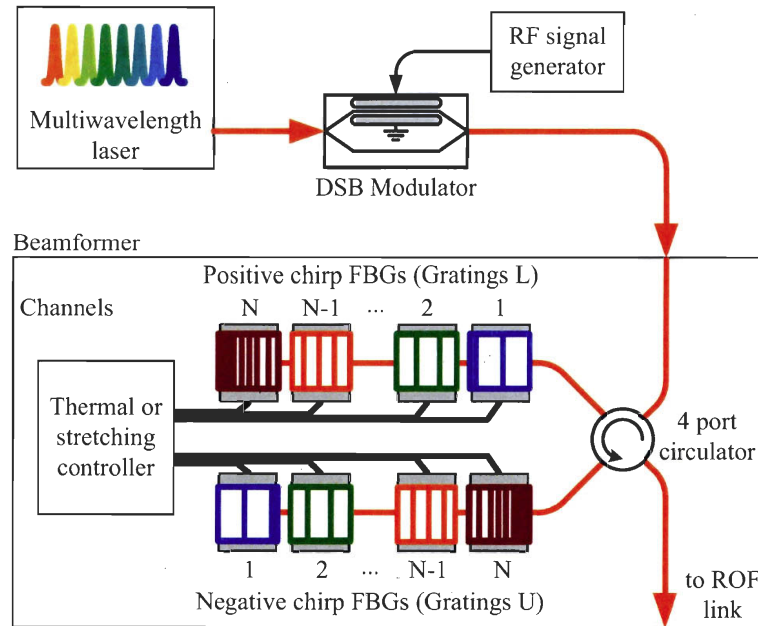 Multiwavelength
laser
RF signal
generator
DSB Modulator
Beamformer
Positive chirp FBGs (Gratings L)
Channels
N N-1 ... 2 1
Thermal or
stretching
controller
4 port
circulator
1 2 ... N-1 N
Negative chirp FBGs (Gratings U)
to ROF
link